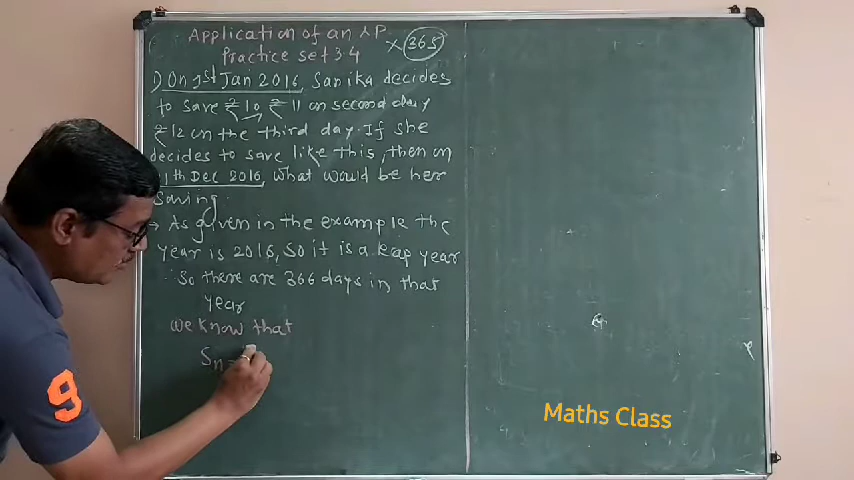 Application of an AP
Practice set 3.4
× 365
1) On 1st Jan 2016, Sanika decides
to save ₹ 10 ₹ 11 on second day
₹ 12 on the third day. If she
decides to save like this, then on
31th Dec 2016, what would be her
saving.
→ As given in the example the
year is 2016, So it is a leap year
So there are 366 days in that
year
we know that
Sn =
Maths Class
6